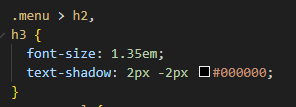 .menu > h2,
h3 {
  font-size: 1.35em;
  text-shadow: 2px -2px #000000;
}